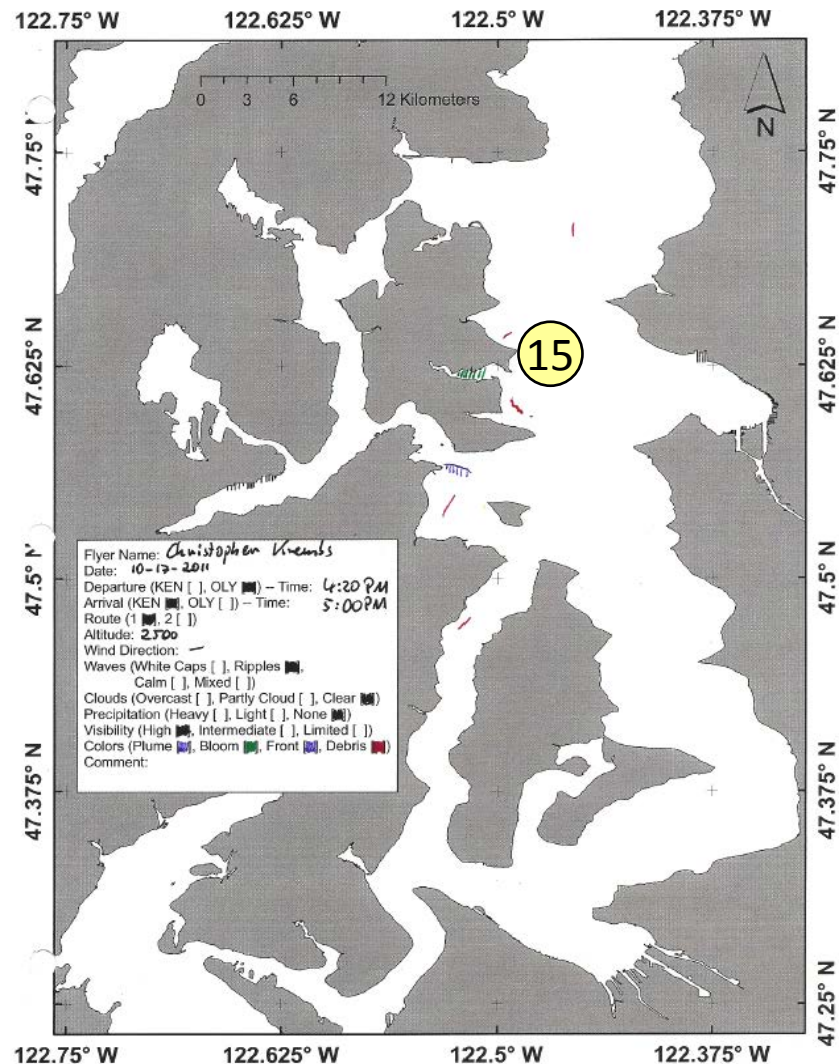 122.75° W 122.625° W 122.5° W 122.375° W
0 3 6 12 Kilometers
N
47.75° N 47.75° N
47.625° N 47.625° N
15
47.5° N 47.5° N
Flyer Name: Christopher Krembs
Date: 10-17-2011
Departure (KEN [ ], OLY [■]) -- Time: 4:20 PM
Arrival (KEN [■], OLY [ ]) -- Time: 5:00 PM
Route (1 [■], 2 [ ])
Altitude: 2500
Wind Direction: —
Waves (White Caps [ ], Ripples [■],
Calm [ ], Mixed [ ])
Clouds (Overcast [ ], Partly Cloud [ ], Clear [■])
Precipitation (Heavy [ ], Light [ ], None [■])
Visibility (High [■], Intermediate [ ], Limited [ ])
Colors (Plume [■], Bloom [■], Front [■], Debris [■])
Comment:
47.375° N 47.375° N
47.25° N 47.25° N
122.75° W 122.625° W 122.5° W 122.375° W